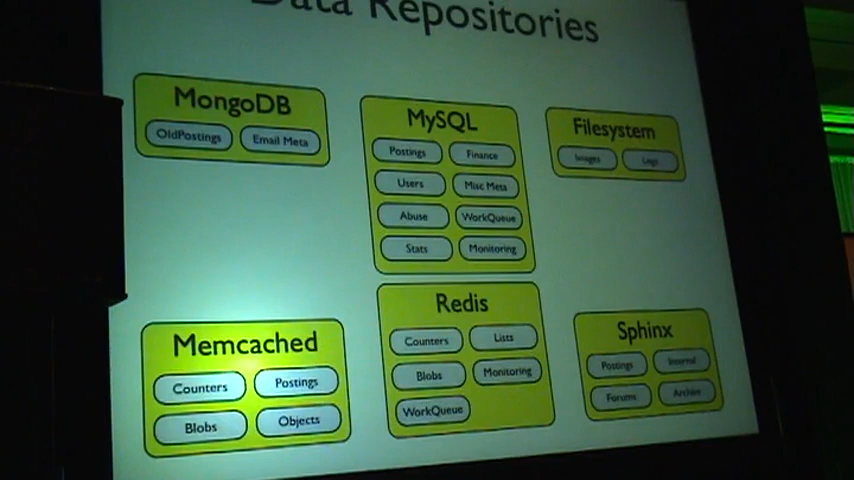 Data Repositories
MongoDB
OldPostings Email Meta
MySQL
Postings Finance
Users Misc Meta
Abuse WorkQueue
Stats Monitoring
Filesystem
Images Logs
Memcached
Counters Postings
Blobs Objects
Redis
Counters Lists
Blobs Monitoring
WorkQueue
Sphinx
Postings Internal
Forums Archive